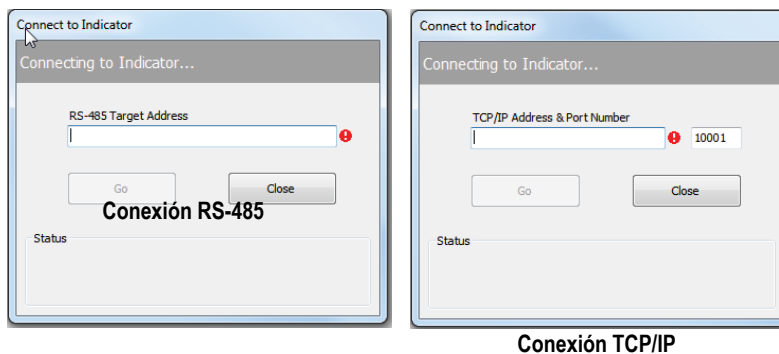 Connect to Indicator
Connecting to Indicator...
RS-485 Target Address
Go Close
Conexión RS-485
Status
Connect to Indicator
Connecting to Indicator...
TCP/IP Address & Port Number
10001
Go Close
Status
Conexión TCP/IP